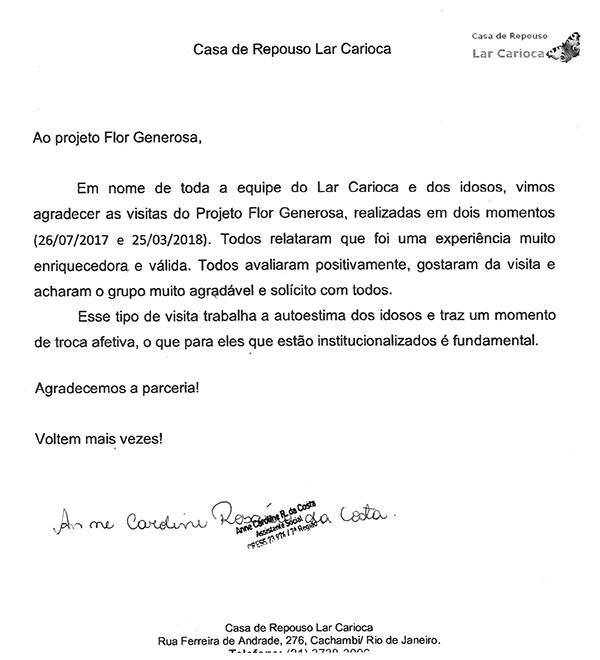 Casa de Repouso Lar Carioca
Casa de Repouso
Lar Carioca
Ao projeto Flor Generosa,
Em nome de toda a equipe do Lar Carioca e dos idosos, vimos
agradecer as visitas do Projeto Flor Generosa, realizadas em dois momentos
(26/07/2017 e 25/03/2018). Todos relataram que foi uma experiência muito
enriquecedora e válida. Todos avaliaram positivamente, gostaram da visita e
acharam o grupo muito agradável e solícito com todos.
Esse tipo de visita trabalha a autoestima dos idosos e traz um momento
de troca afetiva, o que para eles que estão institucionalizados é fundamental.
Agradecemos a parceria!
Voltem mais vezes!
Anne Caroline da Costa.
Anne Caroline R. da Costa
Assistente Social
CRESS 7ª Região
Casa de Repouso Lar Carioca
Rua Ferreira de Andrade, 276, Cachambi/ Rio de Janeiro.